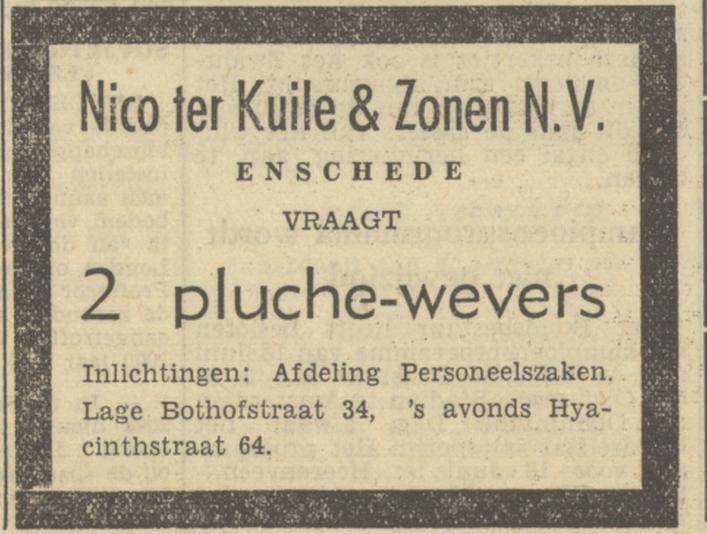 Nico ter Kuile & Zonen N.V.
ENSCHEDE
VRAAGT
2 pluche-wevers
Inlichtingen: Afdeling Personeelszaken.
Lage Bothofstraat 34, 's avonds Hya-
cinthstraat 64.